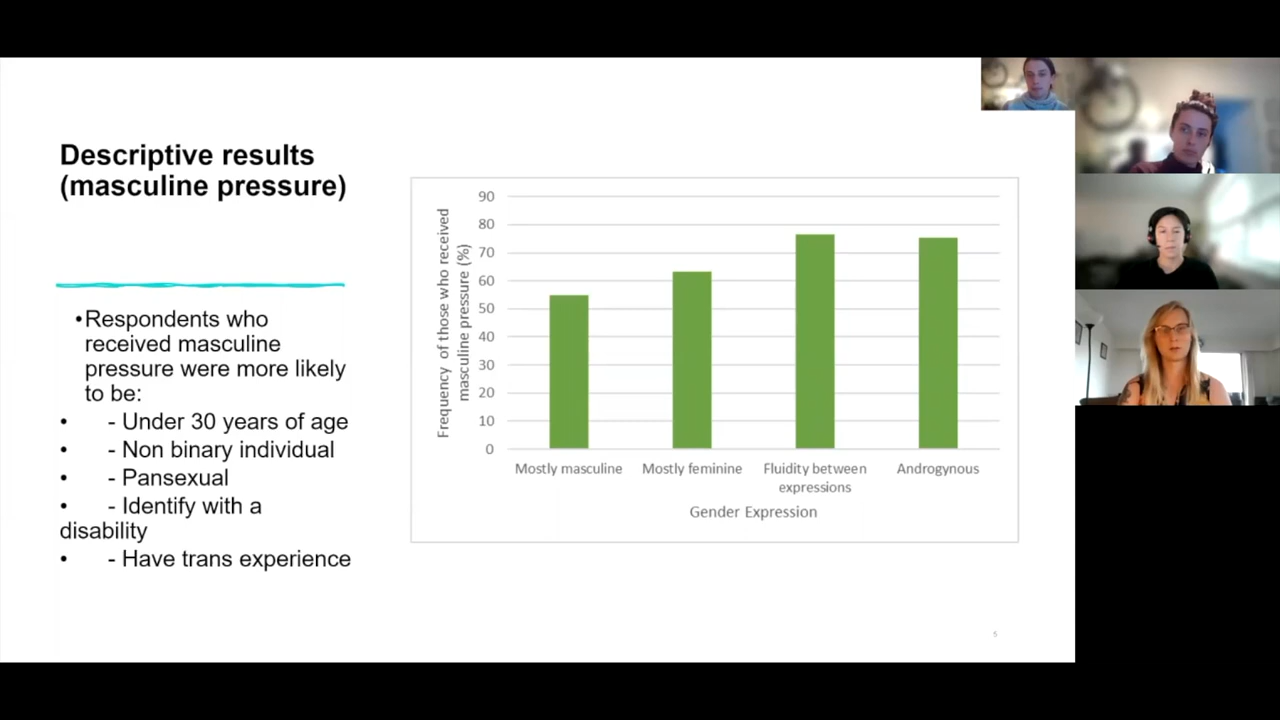 Descriptive results
(masculine pressure)
•Respondents who
received masculine
pressure were more likely
to be:
• - Under 30 years of age
• - Non binary individual
• - Pansexual
• - Identify with a
disability
• - Have trans experience
Frequency of those who received
masculine pressure (%)
90
80
70
60
50
40
30
20
10
0
Mostly masculine
Mostly feminine
Fluidity between
expressions
Androgynous
Gender Expression
5